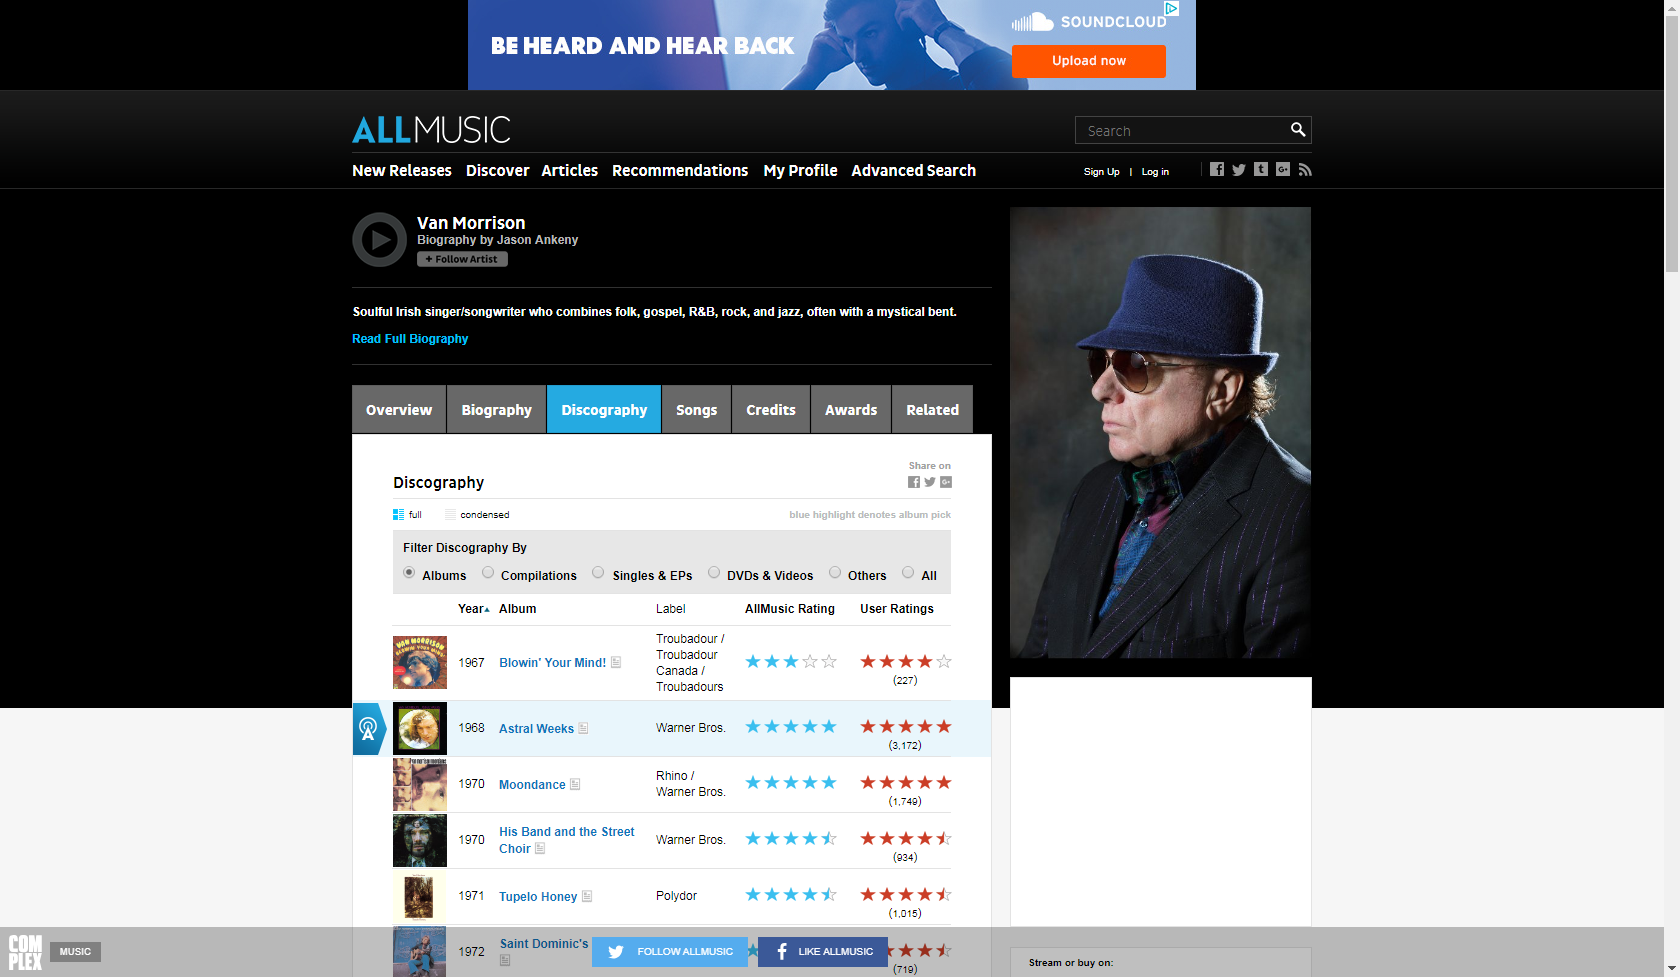 BE HEARD AND HEAR BACK
SOUNDCLOUD
Upload now
ALLMUSIC
Search
New Releases Discover Articles Recommendations My Profile Advanced Search
Sign Up | Log in
Van Morrison
Biography by Jason Ankeny
+ Follow Artist
Soulful Irish singer/songwriter who combines folk, gospel, R&B, rock, and jazz, often with a mystical bent.
Read Full Biography
Overview Biography Discography Songs Credits Awards Related
Share on
Discography
full condensed blue highlight denotes album pick
Filter Discography By
Albums Compilations Singles & EPs DVDs & Videos Others All
Year Album Label AllMusic Rating User Ratings
VAN MORRISON
BLOWIN' YOUR MIND!
1967 Blowin' Your Mind!
Troubadour /
Troubadour
Canada /
Troubadours
(227)
1968 Astral Weeks Warner Bros.
(3,172)
1970 Moondance
Rhino /
Warner Bros.
(1,749)
1970 His Band and the Street
Choir
Warner Bros.
(934)
1971 Tupelo Honey Polydor
(1,015)
1972 Saint Dominic's
(719)
COMPLEX
MUSIC
FOLLOW ALLMUSIC
LIKE ALLMUSIC
Stream or buy on: